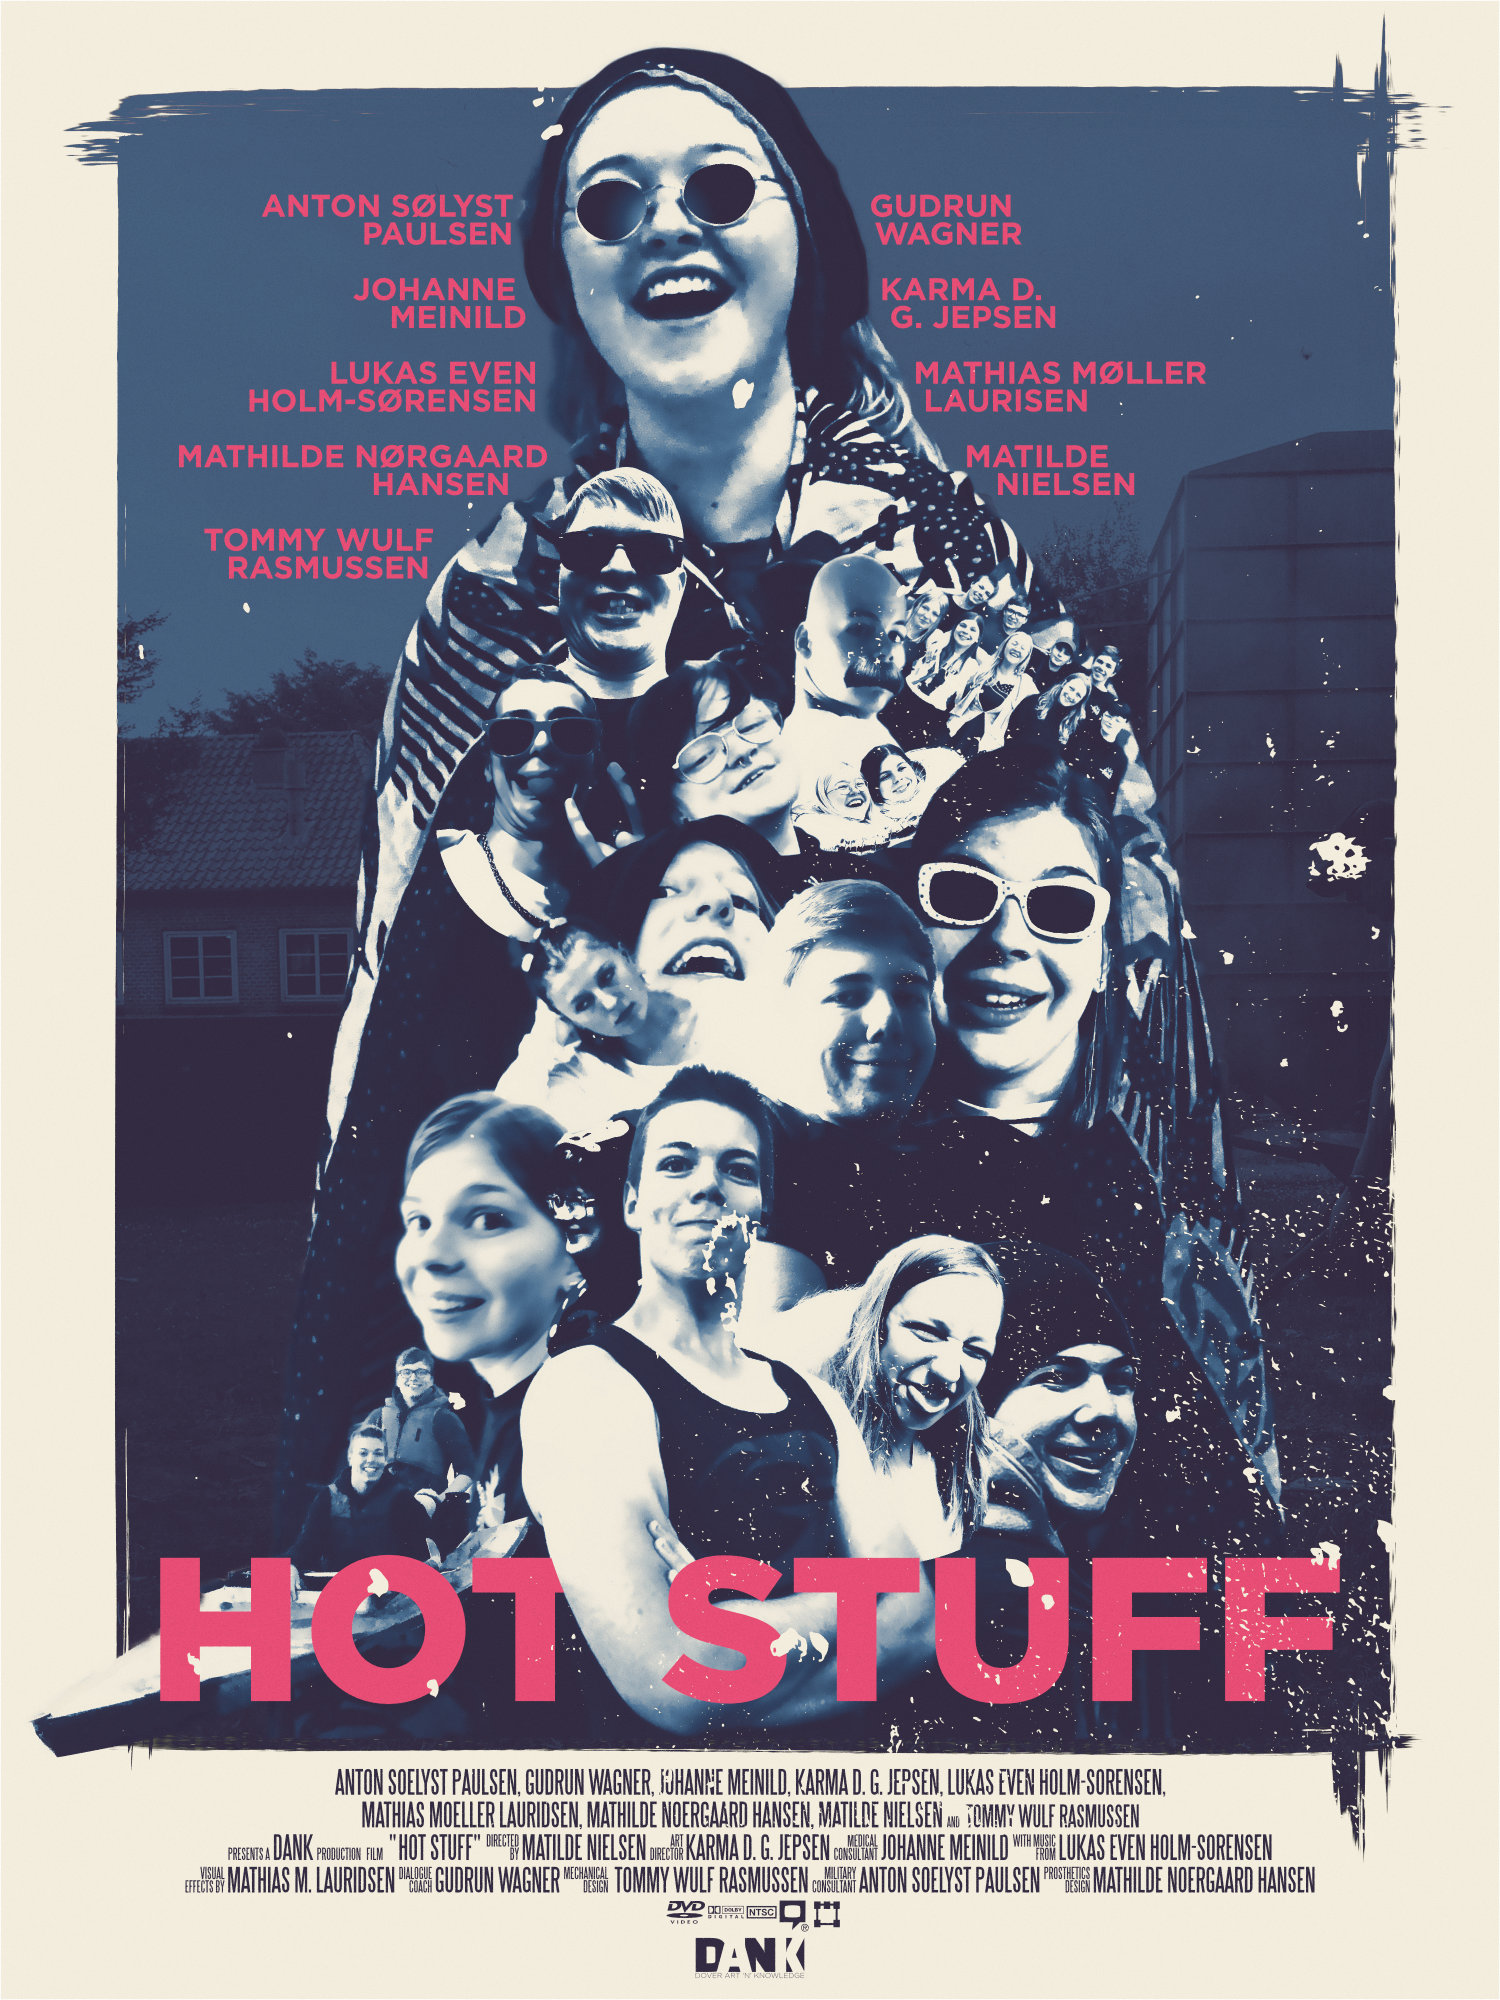 ANTON SØLYST
PAULSEN
JOHANNE
MEINILD
LUKAS EVEN
HOLM-SØRENSEN
MATHILDE NØRGAARD
HANSEN
TOMMY WULF
RASMUSSEN
GUDRUN
WAGNER
KARMA D.
G. JEPSEN
MATHIAS MØLLER
LAURISEN
MATILDE
NIELSEN
HOT STUFF
ANTON SOELYST PAULSEN, GUDRUN WAGNER, JOHANNE MEINILD, KARMA D. G. JEPSEN, LUKAS EVEN HOLM-SORENSEN,
MATHIAS MOELLER LAURIDSEN, MATHILDE NOERGAARD HANSEN, MATILDE NIELSEN AND TOMMY WULF RASMUSSEN
PRESENTS A DANK PRODUCTION FILM "HOT STUFF" DIRECTED BY MATILDE NIELSEN ART DIRECTOR KARMA D. G. JEPSEN MEDICAL CONSULTANT JOHANNE MEINILD WITH MUSIC FROM LUKAS EVEN HOLM-SORENSEN
VISUAL EFFECTS BY MATHIAS M. LAURIDSEN DIALOGUE COACH GUDRUN WAGNER MECHANICAL DESIGN TOMMY WULF RASMUSSEN MILITARY CONSULTANT ANTON SOELYST PAULSEN PROSTHETICS DESIGN MATHILDE NOERGAARD HANSEN
DVD VIDEO DOLBY DIGITAL NTSC ®
DANK
DOVER ART 'N' KNOWLEDGE